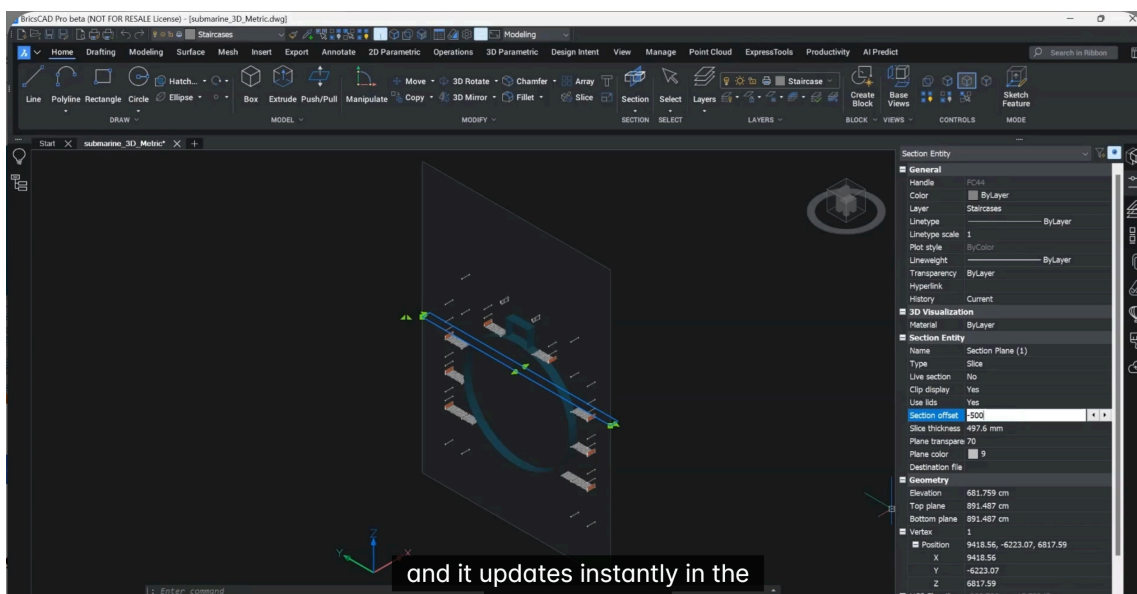 BricsCAD Pro beta (NOT FOR RESALE License) - [submarine_3D_Metric.dwg]
Staircases
Modeling
Home Drafting Modeling Surface Mesh Insert Export Annotate 2D Parametric Operations 3D Parametric Design Intent View Manage Point Cloud ExpressTools Productivity AI Predict
Search in Ribbon
Hatch...
Move 3D Rotate Chamfer Array
Staircase
Line Polyline Rectangle Circle Ellipse Box Extrude Push/Pull Manipulate Copy 3D Mirror Fillet Slice Section Select Layers Create Block Base Views Sketch Feature
DRAW MODEL MODIFY SECTION SELECT LAYERS BLOCK VIEWS CONTROLS MODE
Start submarine_3D_Metric*
Section Entity
General
Handle FC44
Color ByLayer
Layer Staircases
Linetype ByLayer
Linetype scale 1
Plot style ByColor
Lineweight ByLayer
Transparency ByLayer
Hyperlink
History Current
3D Visualization
Material ByLayer
Section Entity
Name Section Plane (1)
Type Slice
Live section No
Clip display Yes
Use lids Yes
Section offset -500
Slice thickness 497.6 mm
Plane transpare 70
Plane color 9
Destination file
Geometry
Elevation 681.759 cm
Top plane 891.487 cm
Bottom plane 891.487 cm
Vertex 1
Position 9418.56, -6223.07, 6817.59
X 9418.56
Y -6223.07
Z 6817.59
Z
Y X
and it updates instantly in the
: Enter command